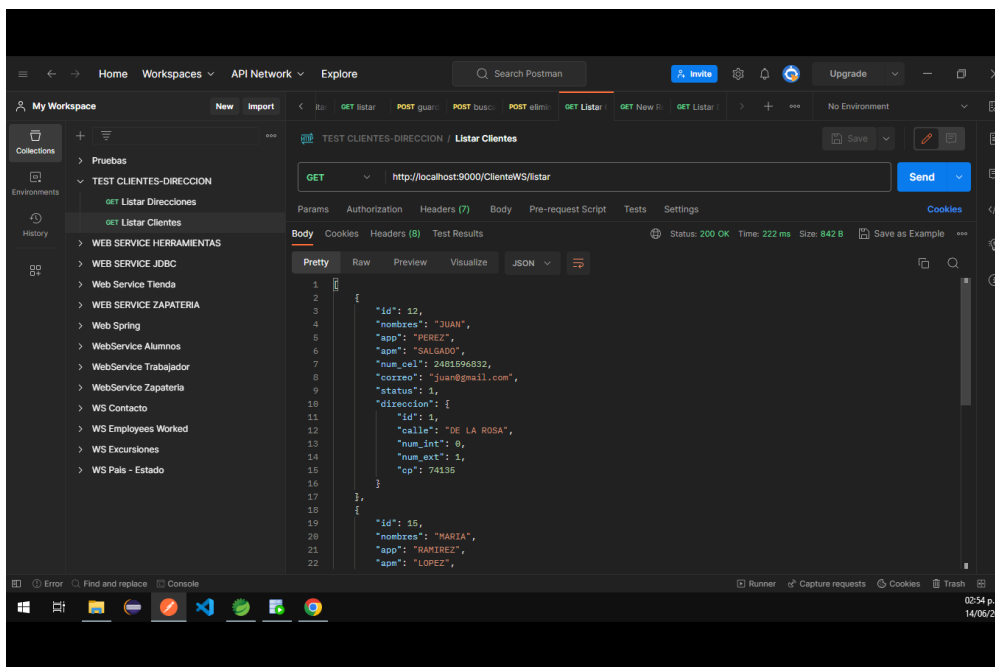 Home Workspaces API Network Explore Search Postman Invite Upgrade
My Workspace New Import GET listar POST guard POST busca POST elimin GET Listar GET New R GET Listar No Environment
Collections
Environments
History
Pruebas
TEST CLIENTES-DIRECCION
GET Listar Direcciones
GET Listar Clientes
WEB SERVICE HERRAMIENTAS
WEB SERVICE JDBC
Web Service Tienda
WEB SERVICE ZAPATERIA
Web Spring
WebService Alumnos
WebService Trabajador
WebService Zapateria
WS Contacto
WS Employees Worked
WS Excursiones
WS Pais - Estado
HTTP TEST CLIENTES-DIRECCION / Listar Clientes Save
GET http://localhost:9000/ClienteWS/listar Send
Params Authorization Headers (7) Body Pre-request Script Tests Settings Cookies
Body Cookies Headers (8) Test Results Status: 200 OK Time: 222 ms Size: 842 B Save as Example
Pretty Raw Preview Visualize JSON
1 [
2 {
3 "id": 12,
4 "nombres": "JUAN",
5 "app": "PEREZ",
6 "apm": "SALGADO",
7 "num_cel": 2481596832,
8 "correo": "juan@gmail.com",
9 "status": 1,
10 "direccion": {
11 "id": 1,
12 "calle": "DE LA ROSA",
13 "num_int": 0,
14 "num_ext": 1,
15 "cp": 74135
16 }
17 },
18 {
19 "id": 15,
20 "nombres": "MARIA",
21 "app": "RAMIREZ",
22 "apm": "LOPEZ",
Error Find and replace Console Runner Capture requests Cookies Trash
02:54 p.
14/06/2